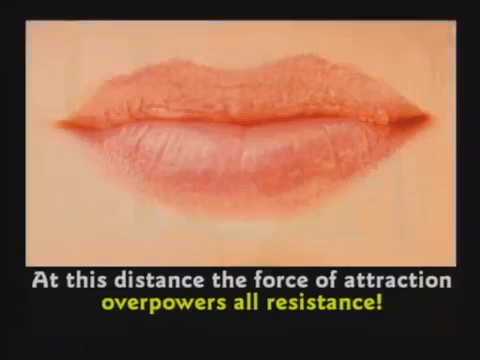 At this distance the force of attraction
overpowers all resistance!